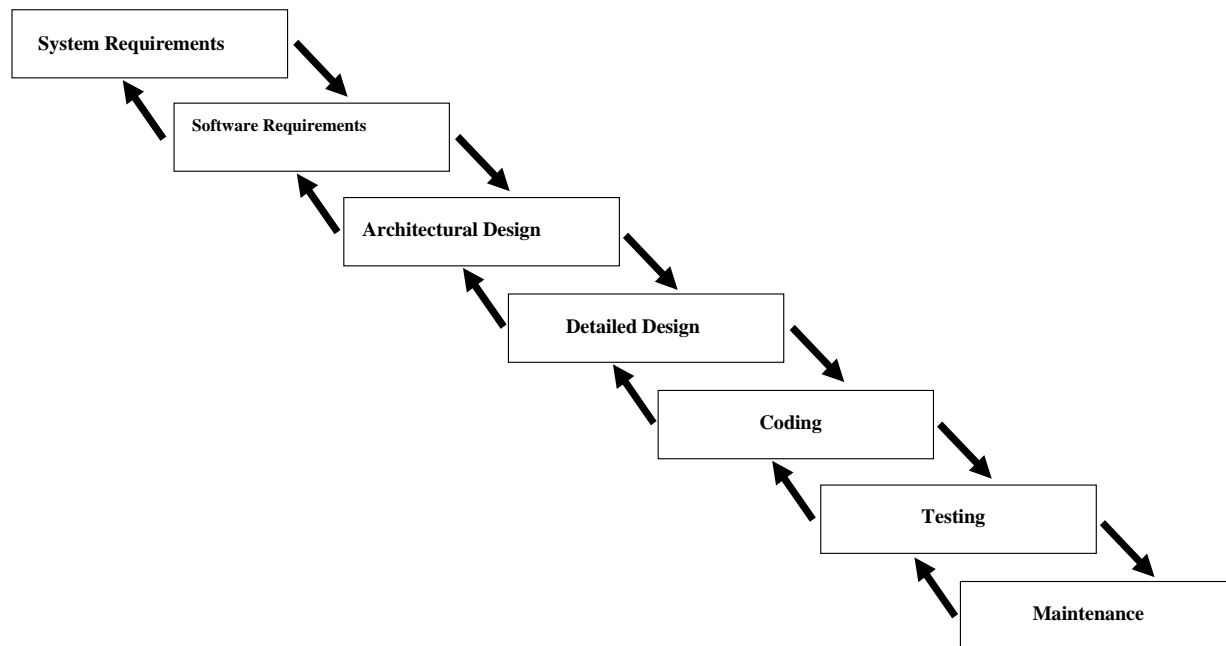 System Requirements
Software Requirements
Architectural Design
Detailed Design
Coding
Testing
Maintenance